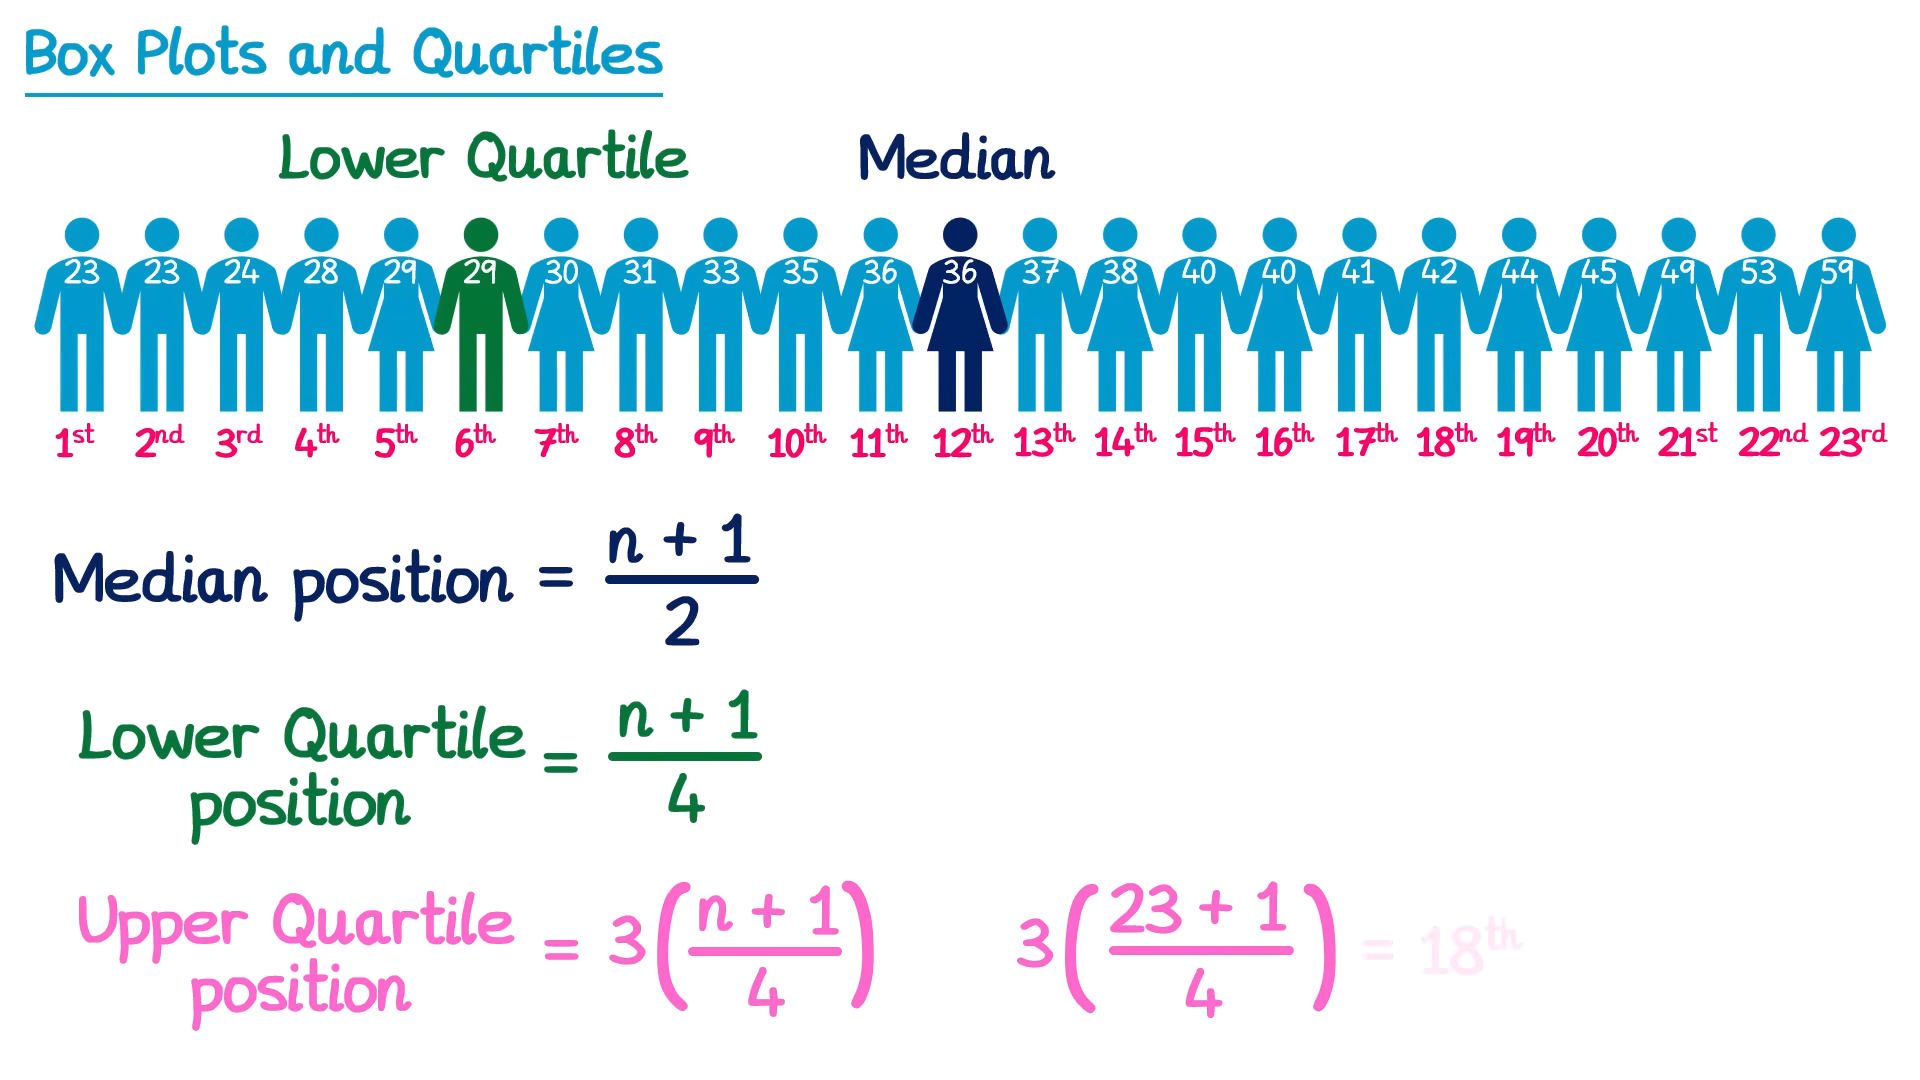 Box Plots and Quartiles
Lower Quartile Median
23 23 24 28 29 29 30 31 33 35 36 36 37 38 40 40 41 42 44 45 49 53 59
1st 2nd 3rd 4th 5th 6th 7th 8th 9th 10th 11th 12th 13th 14th 15th 16th 17th 18th 19th 20th 21st 22nd 23rd
Median position = n + 1
2
Lower Quartile
position
= n + 1
4
Upper Quartile
position
= 3(n + 1
4)
3(23 + 1
4) = 18th